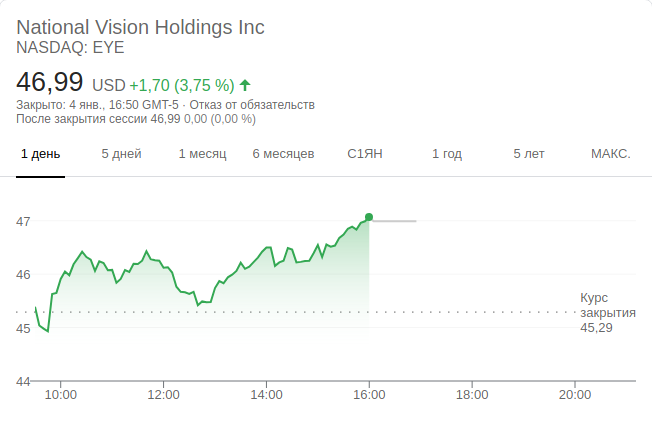 National Vision Holdings Inc
NASDAQ: EYE
46,99 USD +1,70 (3,75 %)
Закрыто: 4 янв., 16:50 GMT-5 · Отказ от обязательств
После закрытия сессии 46,99 0,00 (0,00 %)
1 день 5 дней 1 месяц 6 месяцев С1ЯН 1 год 5 лет МАКС.
47
46
Курс
закрытия
45,29
45
44
10:00 12:00 14:00 16:00 18:00 20:00